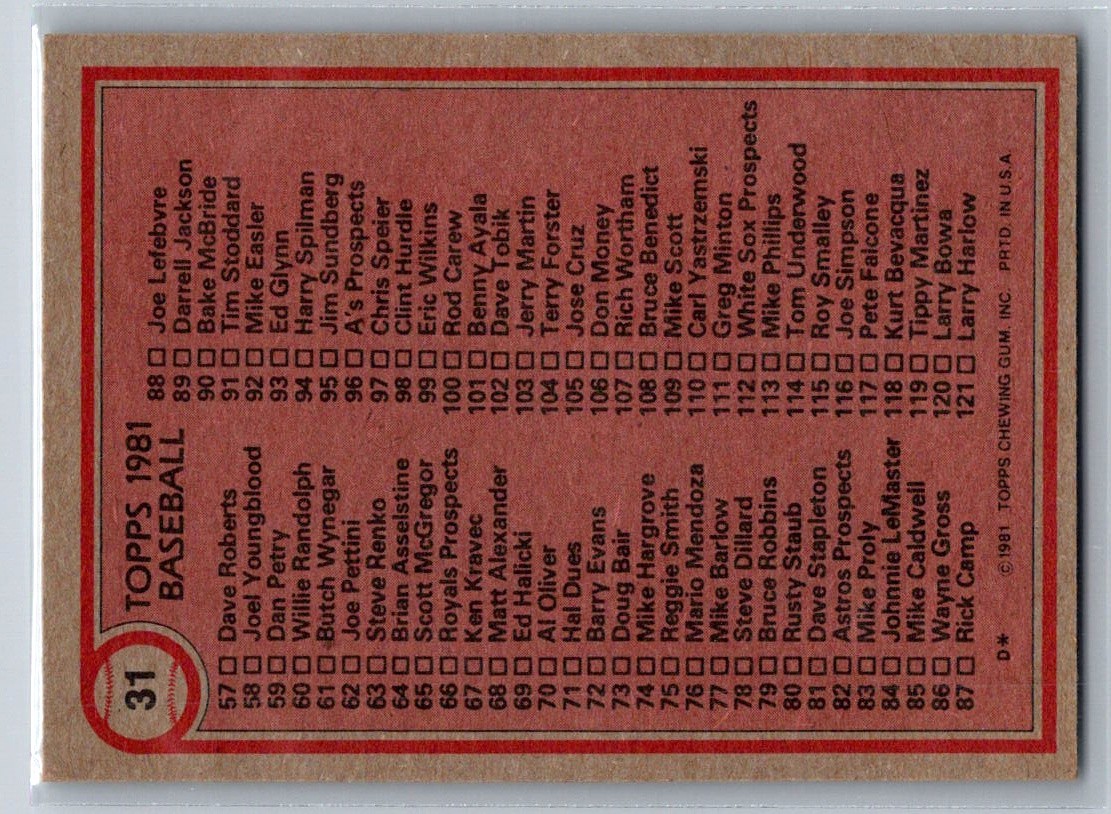 31
TOPPS 1981
BASEBALL
57 Dave Roberts
58 Joel Youngblood
59 Dan Petry
60 Willie Randolph
61 Butch Wynegar
62 Joe Pettini
63 Steve Renko
64 Brian Asselstine
65 Scott McGregor
66 Royals Prospects
67 Ken Kravec
68 Matt Alexander
69 Ed Halicki
70 Al Oliver
71 Hal Dues
72 Barry Evans
73 Doug Bair
74 Mike Hargrove
75 Reggie Smith
76 Mario Mendoza
77 Mike Barlow
78 Steve Dillard
79 Bruce Robbins
80 Rusty Staub
81 Dave Stapleton
82 Astros Prospects
83 Mike Proly
84 Johnnie LeMaster
85 Mike Caldwell
86 Wayne Gross
87 Rick Camp
88 Joe Lefebvre
89 Darrell Jackson
90 Bake McBride
91 Tim Stoddard
92 Mike Easler
93 Ed Glynn
94 Harry Spilman
95 Jim Sundberg
96 A's Prospects
97 Chris Speier
98 Clint Hurdle
99 Eric Wilkins
100 Rod Carew
101 Benny Ayala
102 Dave Tobik
103 Jerry Martin
104 Terry Forster
105 Jose Cruz
106 Don Money
107 Rich Wortham
108 Bruce Benedict
109 Mike Scott
110 Carl Yastrzemski
111 Greg Minton
112 White Sox Prospects
113 Mike Phillips
114 Tom Underwood
115 Roy Smalley
116 Joe Simpson
117 Pete Falcone
118 Kurt Bevacqua
119 Tippy Martinez
120 Larry Bowa
121 Larry Harlow
D* ©1981 TOPPS CHEWING GUM. INC. PRTD. IN U.S.A.